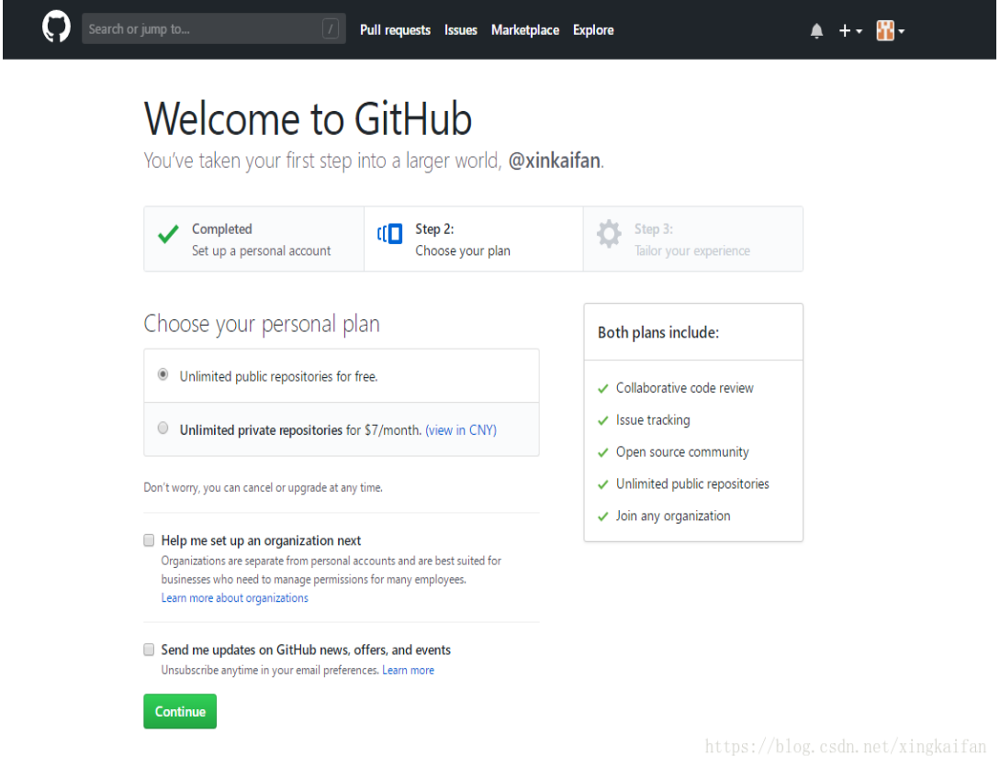 Search or jump to... / Pull requests Issues Marketplace Explore
Welcome to GitHub
You've taken your first step into a larger world, @xinkaifan.
Completed
Set up a personal account
Step 2:
Choose your plan
Step 3:
Tailor your experience
Choose your personal plan
Unlimited public repositories for free.
Unlimited private repositories for $7/month. (view in CNY)
Don't worry, you can cancel or upgrade at any time.
Help me set up an organization next
Organizations are separate from personal accounts and are best suited for
businesses who need to manage permissions for many employees.
Learn more about organizations
Send me updates on GitHub news, offers, and events
Unsubscribe anytime in your email preferences. Learn more
Continue
Both plans include:
Collaborative code review
Issue tracking
Open source community
Unlimited public repositories
Join any organization
https://blog.csdn.net/xingkaifan